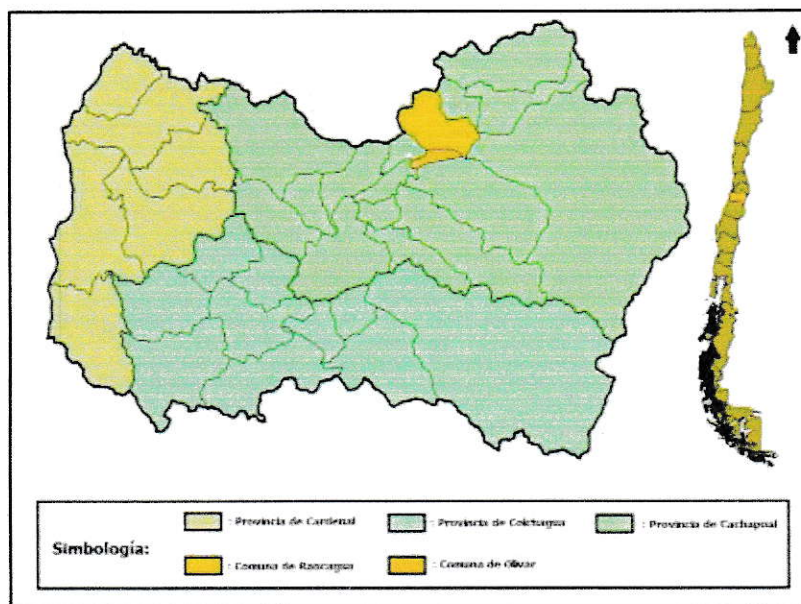 : Provincia de Cardenal : Provincia de Colchagua : Provincia de Cachapoal
Simbología:
: Comuna de Rancagua : Comuna de Olivar